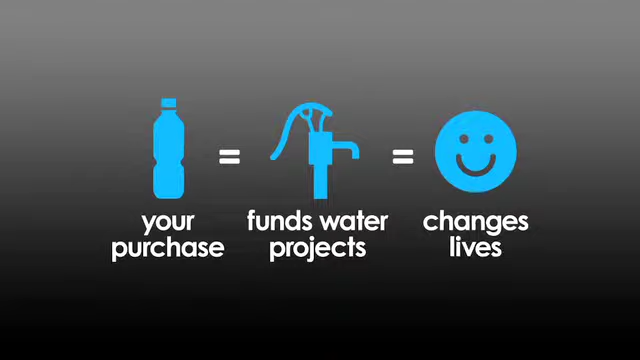 your
purchase
=
funds water
projects
=
changes
lives